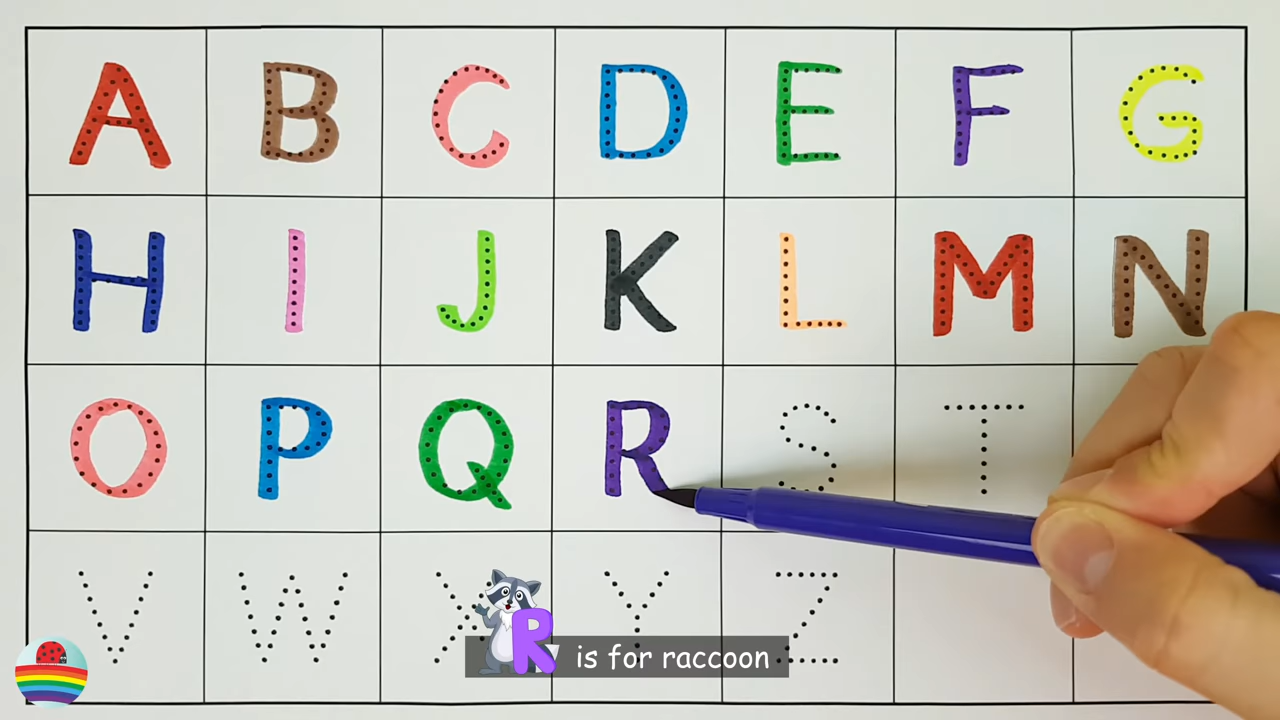 A B C D E F G
H I J K L M N
O P Q R S T
V W X Y Z
R is for raccoon